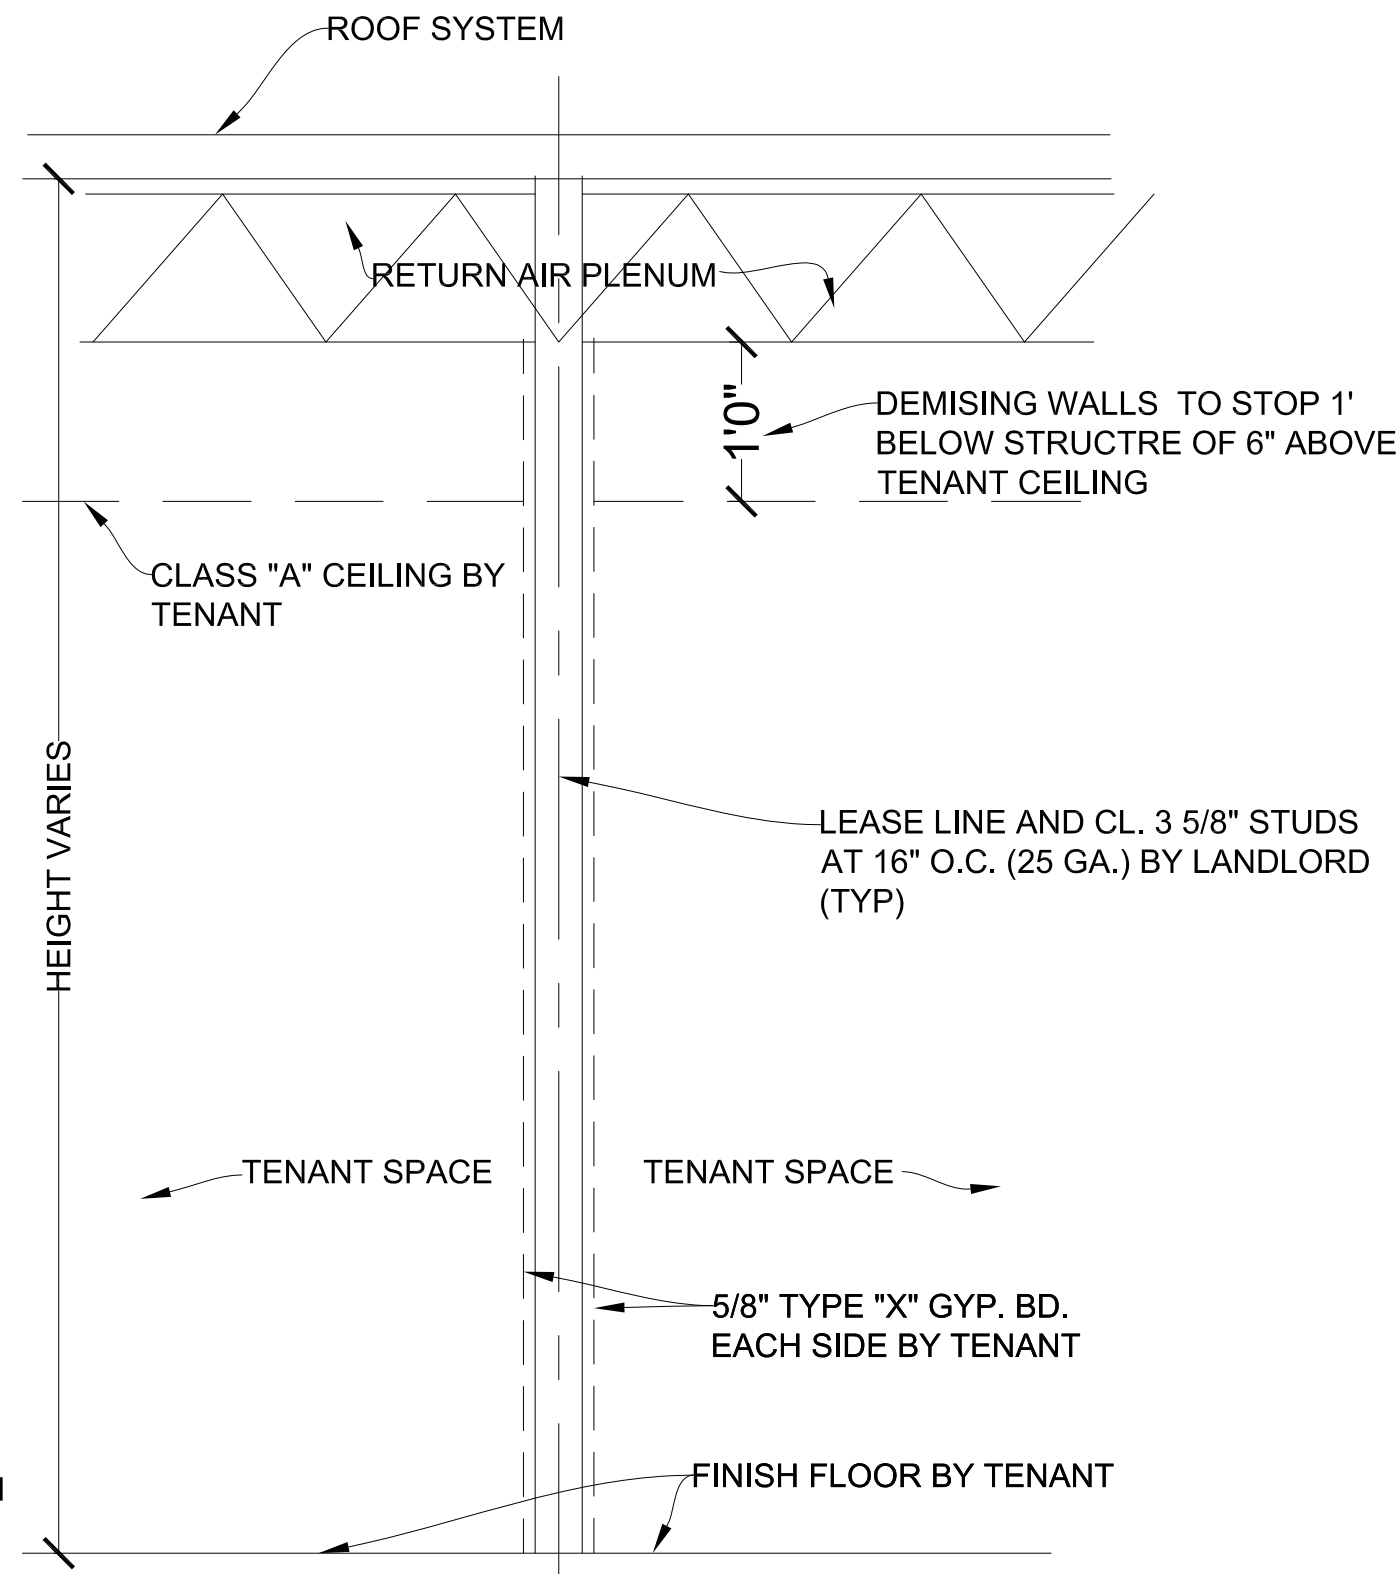 ROOF SYSTEM
RETURN AIR PLENUM
1'0"
DEMISING WALLS TO STOP 1'
BELOW STRUCTRE OF 6" ABOVE
TENANT CEILING
CLASS "A" CEILING BY
TENANT
HEIGHT VARIES
LEASE LINE AND CL. 3 5/8" STUDS
AT 16" O.C. (25 GA.) BY LANDLORD
(TYP)
TENANT SPACE
TENANT SPACE
5/8" TYPE "X" GYP. BD.
EACH SIDE BY TENANT
FINISH FLOOR BY TENANT